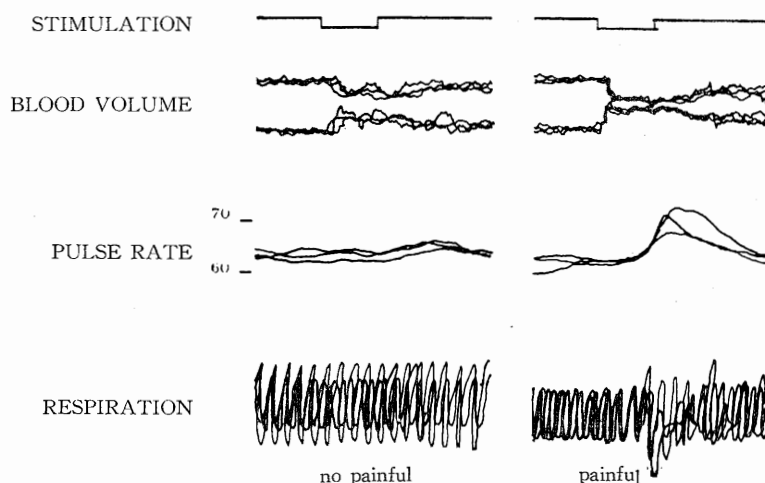 STIMULATION
BLOOD VOLUME
70
PULSE RATE
60
RESPIRATION
no painful
painful